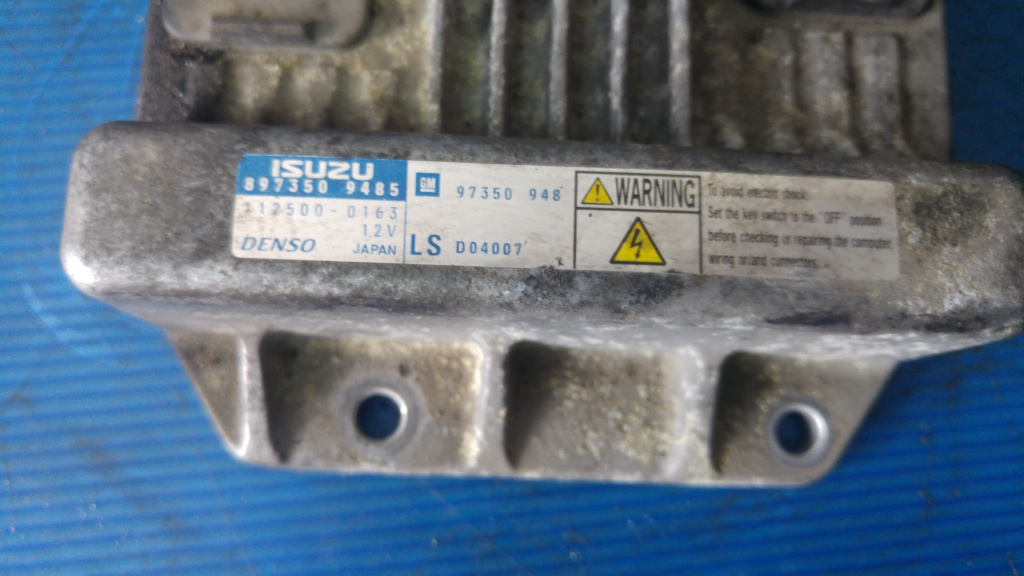 ISUZU
897350 9485
112500-0163
12V
DENSO JAPAN
GM 97350 948
LS D04007
WARNING
To avoid electric shock:
Set the key switch to the "OFF" position
before checking or repairing the computer,
wiring or/and connectors.